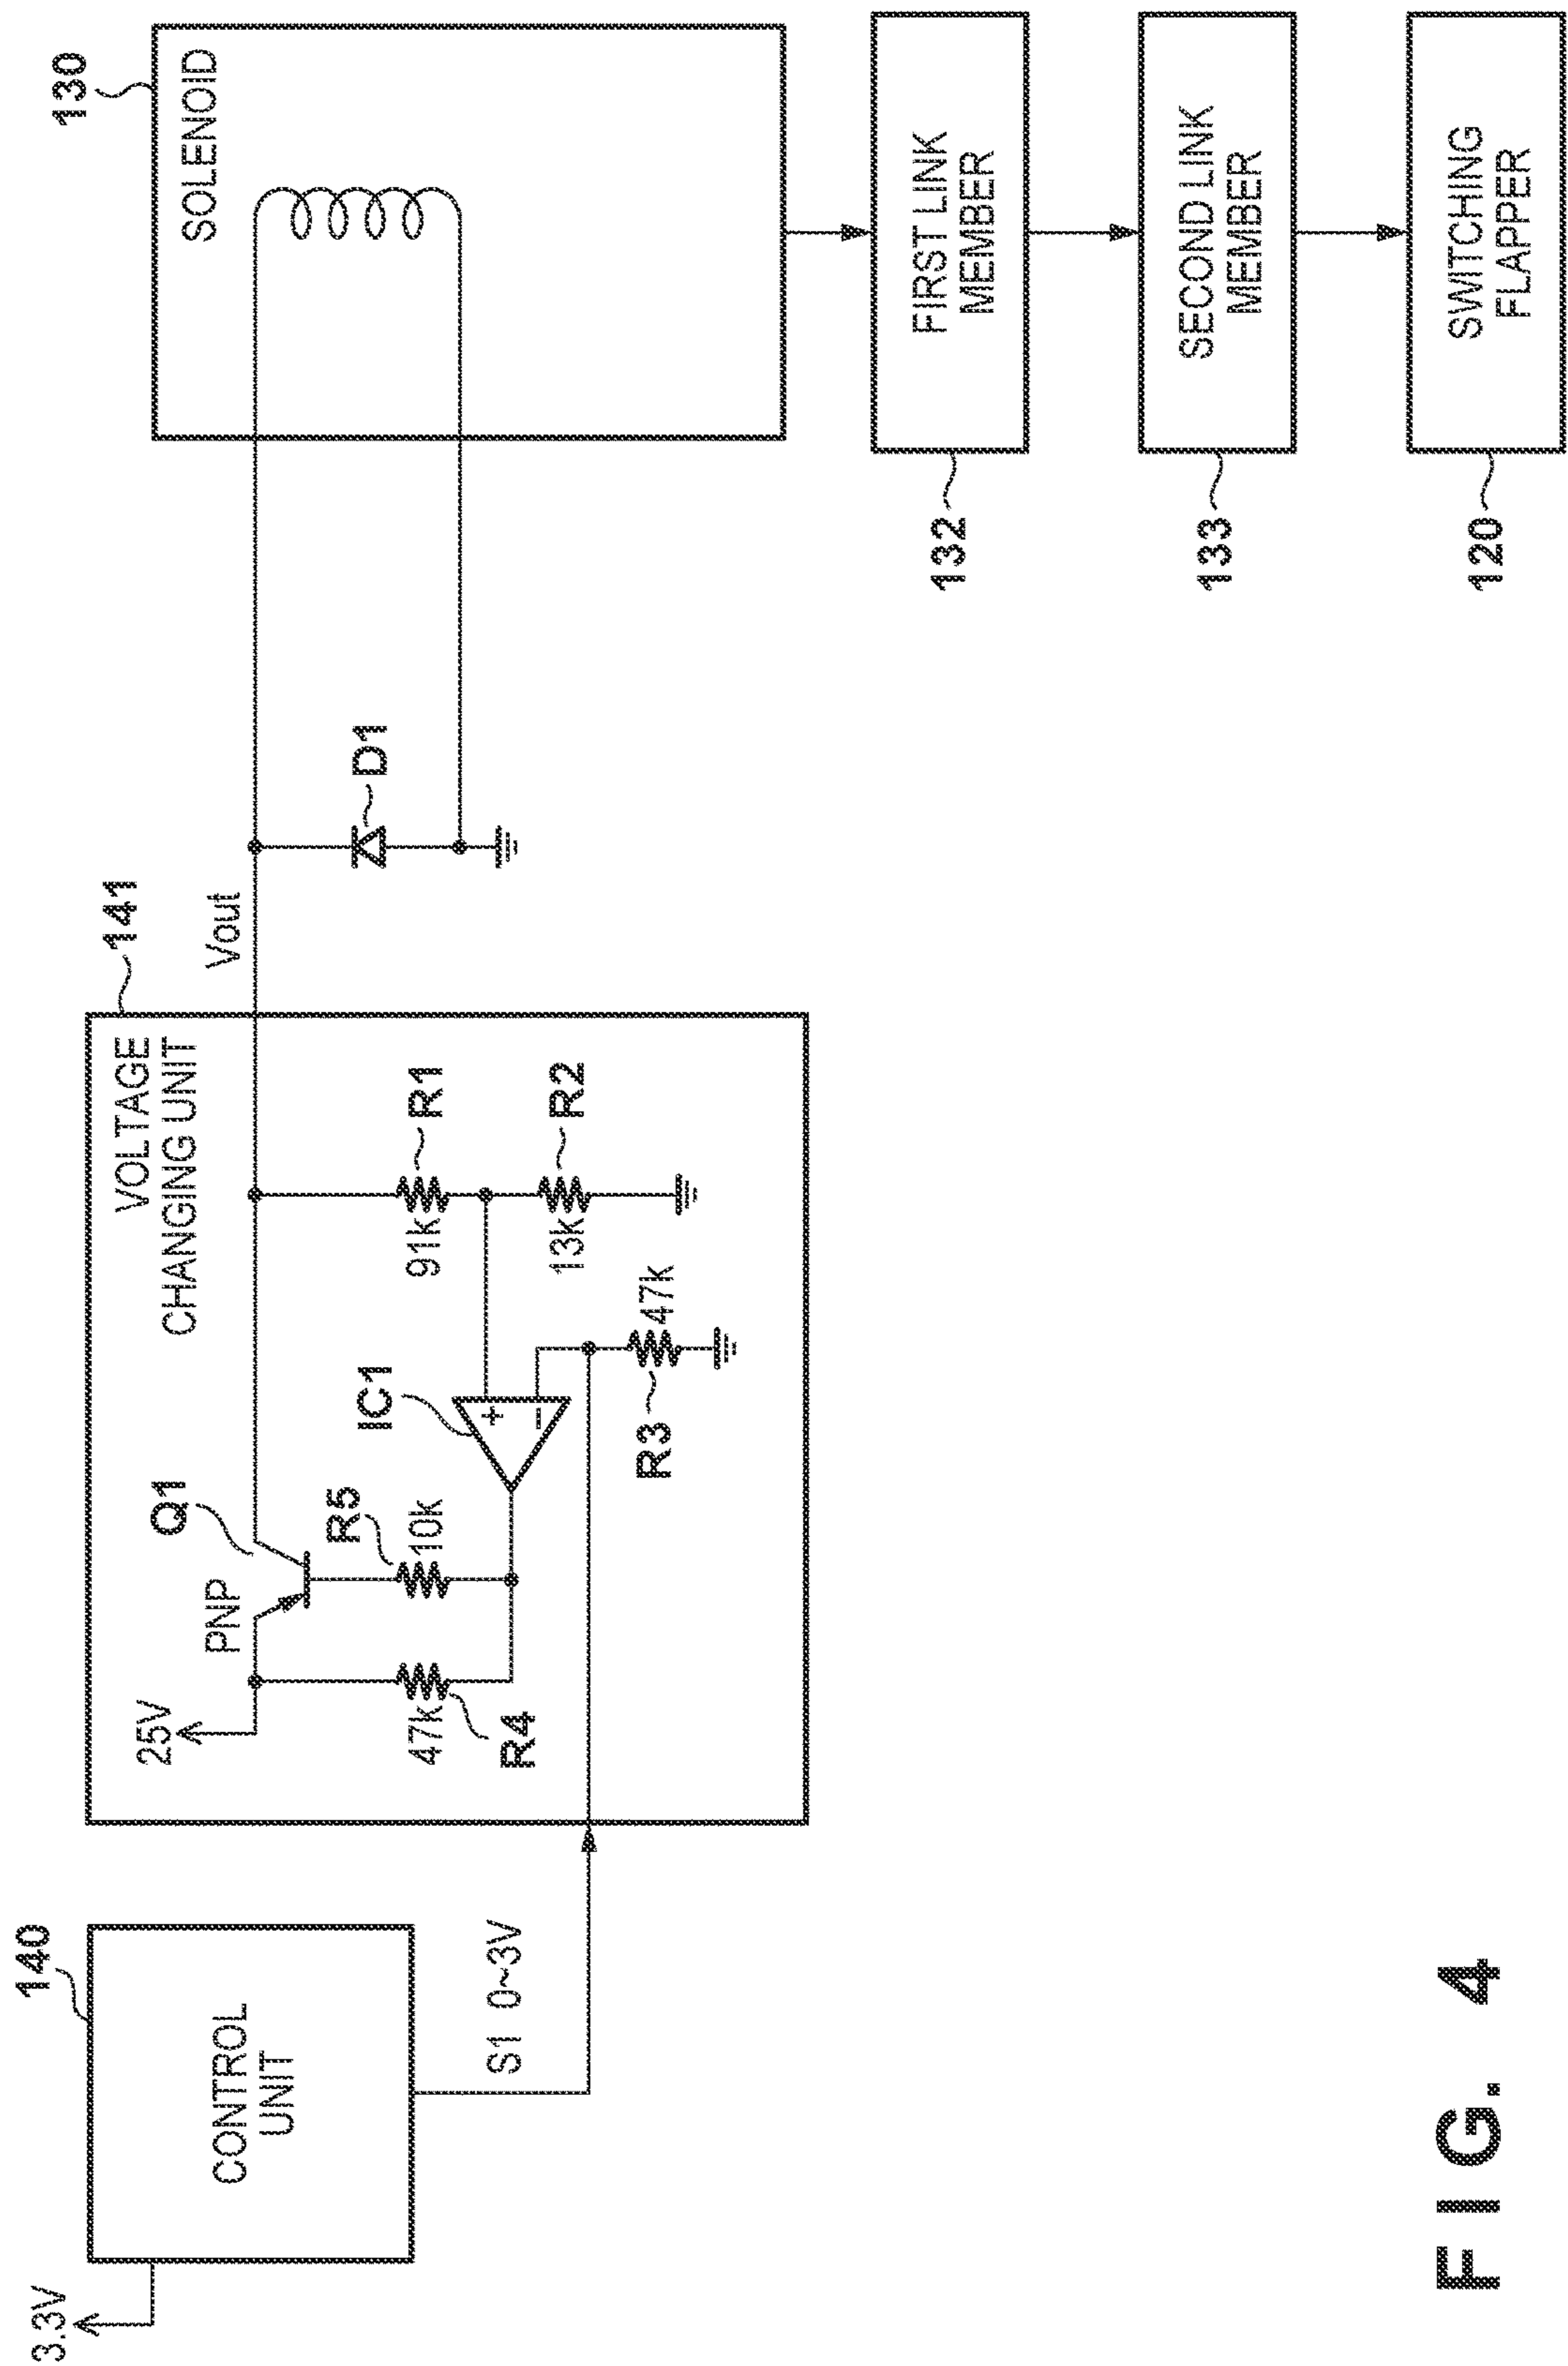 3.3V
140
CONTROL
UNIT
S1 0~3V
141
VOLTAGE
CHANGING UNIT
25V
PNP
Q1
47k
R4
R5
10k
IC1
+
−
R3
47k
91k
R1
13k
R2
Vout
D1
130
SOLENOID
132
FIRST LINK
MEMBER
133
SECOND LINK
MEMBER
120
SWITCHING
FLAPPER
FIG. 4